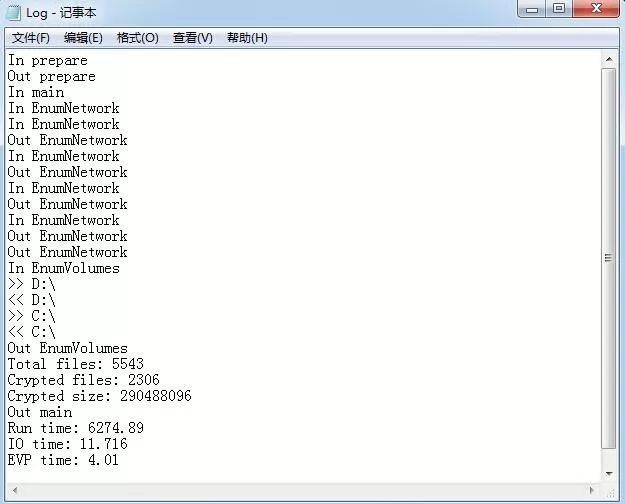 Log - 记事本
文件(F) 编辑(E) 格式(O) 查看(V) 帮助(H)
In prepare
Out prepare
In main
In EnumNetwork
In EnumNetwork
Out EnumNetwork
In EnumNetwork
Out EnumNetwork
In EnumNetwork
Out EnumNetwork
In EnumNetwork
Out EnumNetwork
Out EnumNetwork
In EnumVolumes
>> D:\
<< D:\
>> C:\
<< C:\
Out EnumVolumes
Total files: 5543
Crypted files: 2306
Crypted size: 290488096
Out main
Run time: 6274.89
IO time: 11.716
EVP time: 4.01